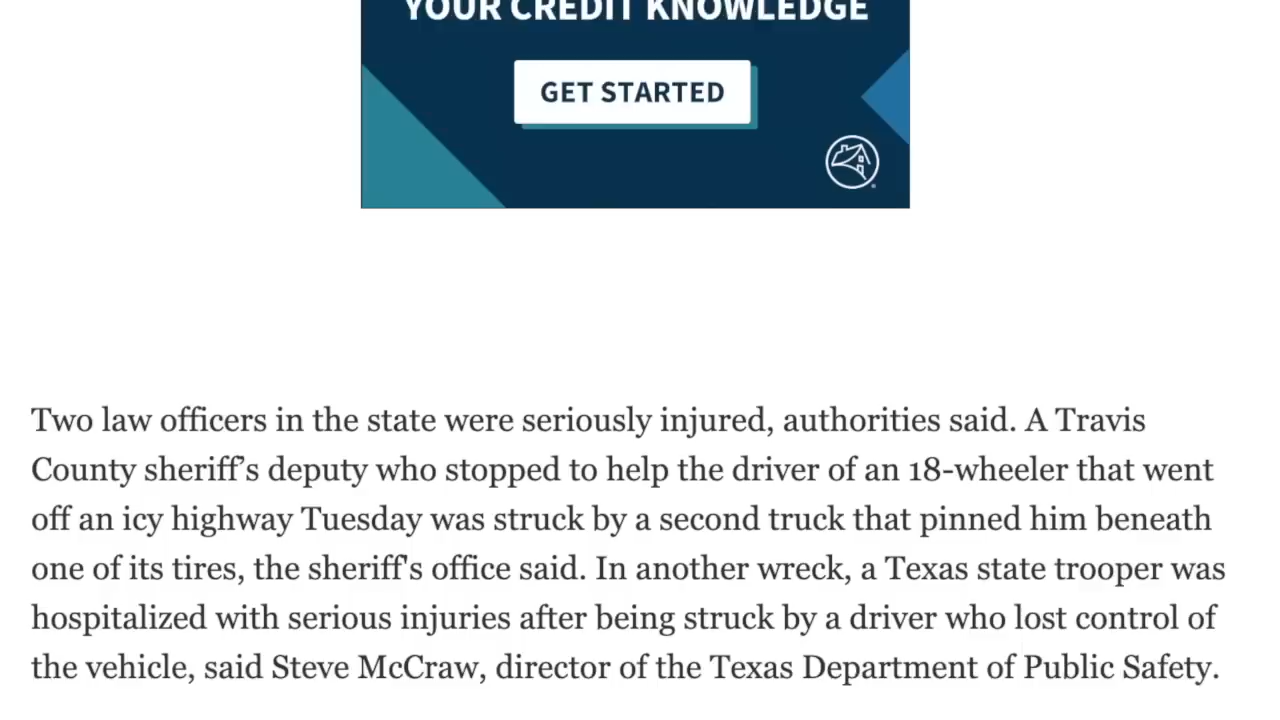 YOUR CREDIT KNOWLEDGE
GET STARTED
Two law officers in the state were seriously injured, authorities said. A Travis
County sheriff’s deputy who stopped to help the driver of an 18-wheeler that went
off an icy highway Tuesday was struck by a second truck that pinned him beneath
one of its tires, the sheriff's office said. In another wreck, a Texas state trooper was
hospitalized with serious injuries after being struck by a driver who lost control of
the vehicle, said Steve McCraw, director of the Texas Department of Public Safety.